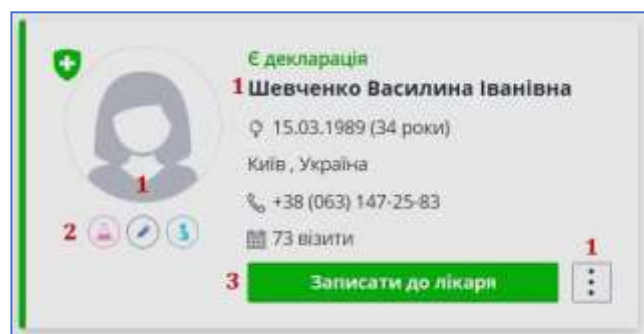 Є декларація
1 Шевченко Василина Іванівна
15.03.1989 (34 роки)
Київ , Україна
1
+38 (063) 147-25-83
2
73 візити
1
3 Записати до лікаря